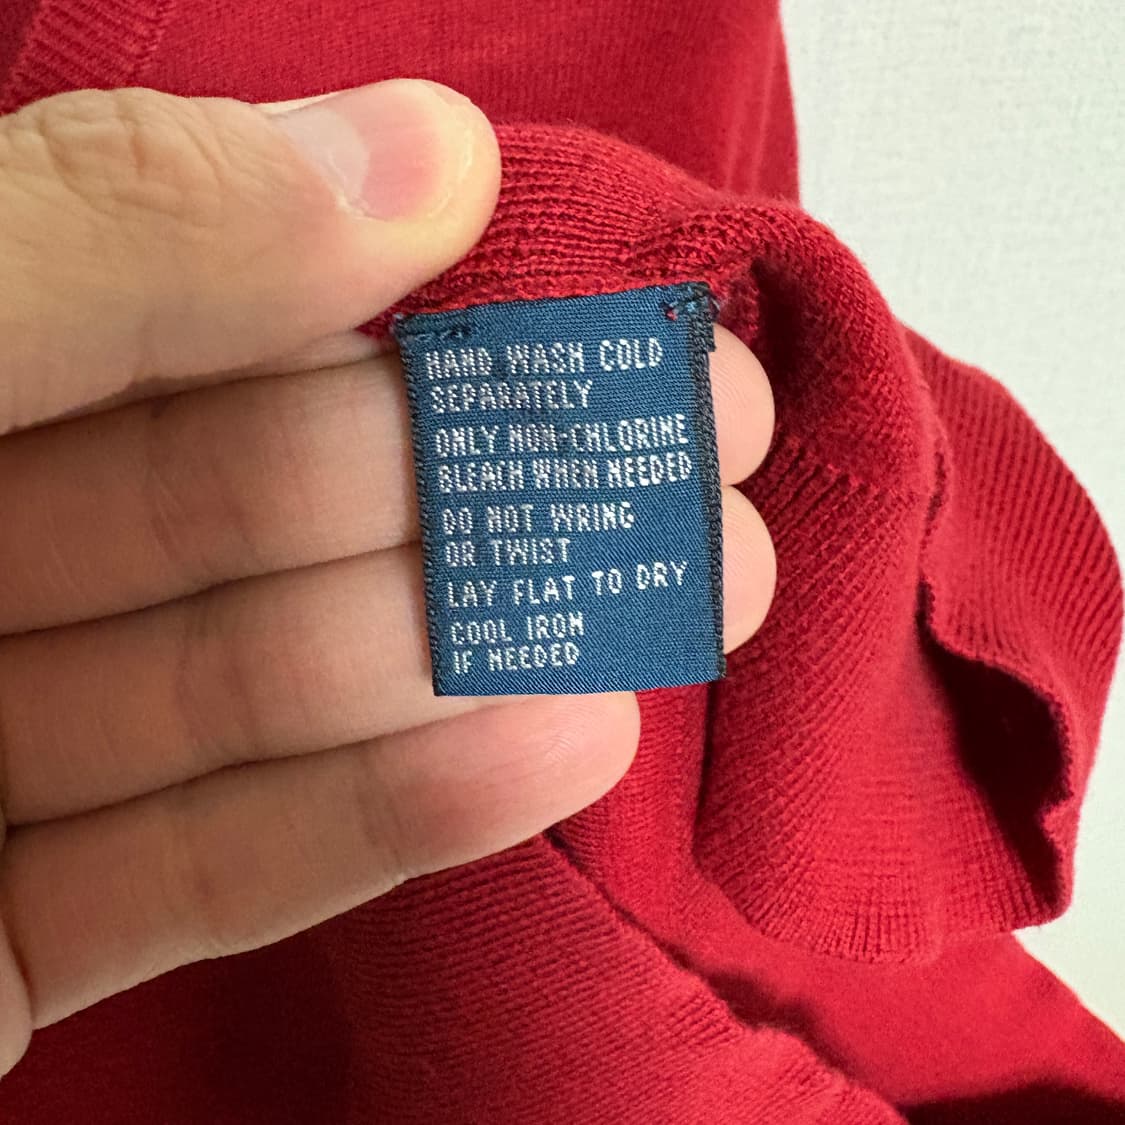 HAND WASH COLD
SEPARATELY
ONLY NON-CHLORINE
BLEACH WHEN NEEDED
DO NOT WRING
OR TWIST
LAY FLAT TO DRY
COOL IRON
IF NEEDED